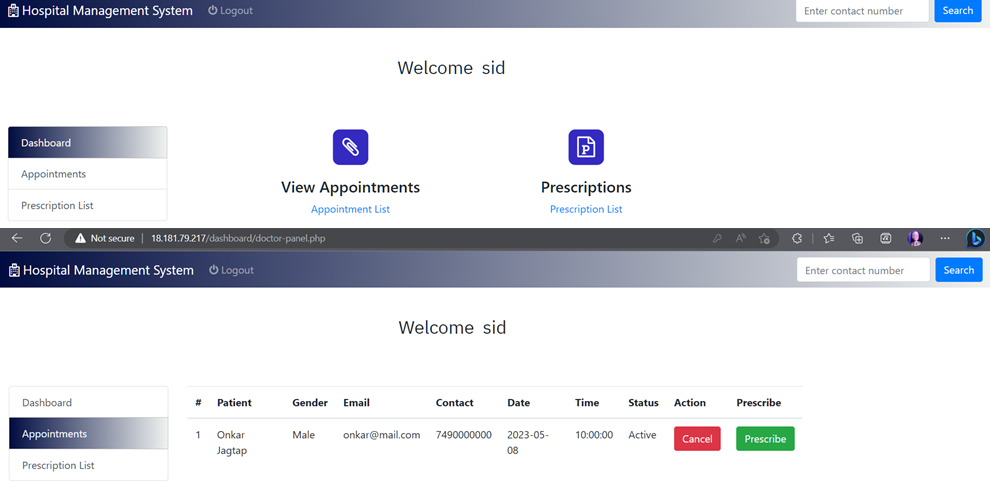 Hospital Management System Logout Enter contact number Search
Welcome sid
Dashboard
Appointments
Prescription List
View Appointments
Appointment List
Prescriptions
Prescription List
Not secure 18.181.79.217/dashboard/doctor-panel.php
Hospital Management System Logout Enter contact number Search
Welcome sid
Dashboard
Appointments
Prescription List
# Patient Gender Email Contact Date Time Status Action Prescribe
1 Onkar Male onkar@mail.com 7490000000 2023-05- 10:00:00 Active Cancel Prescribe
Jagtap 08